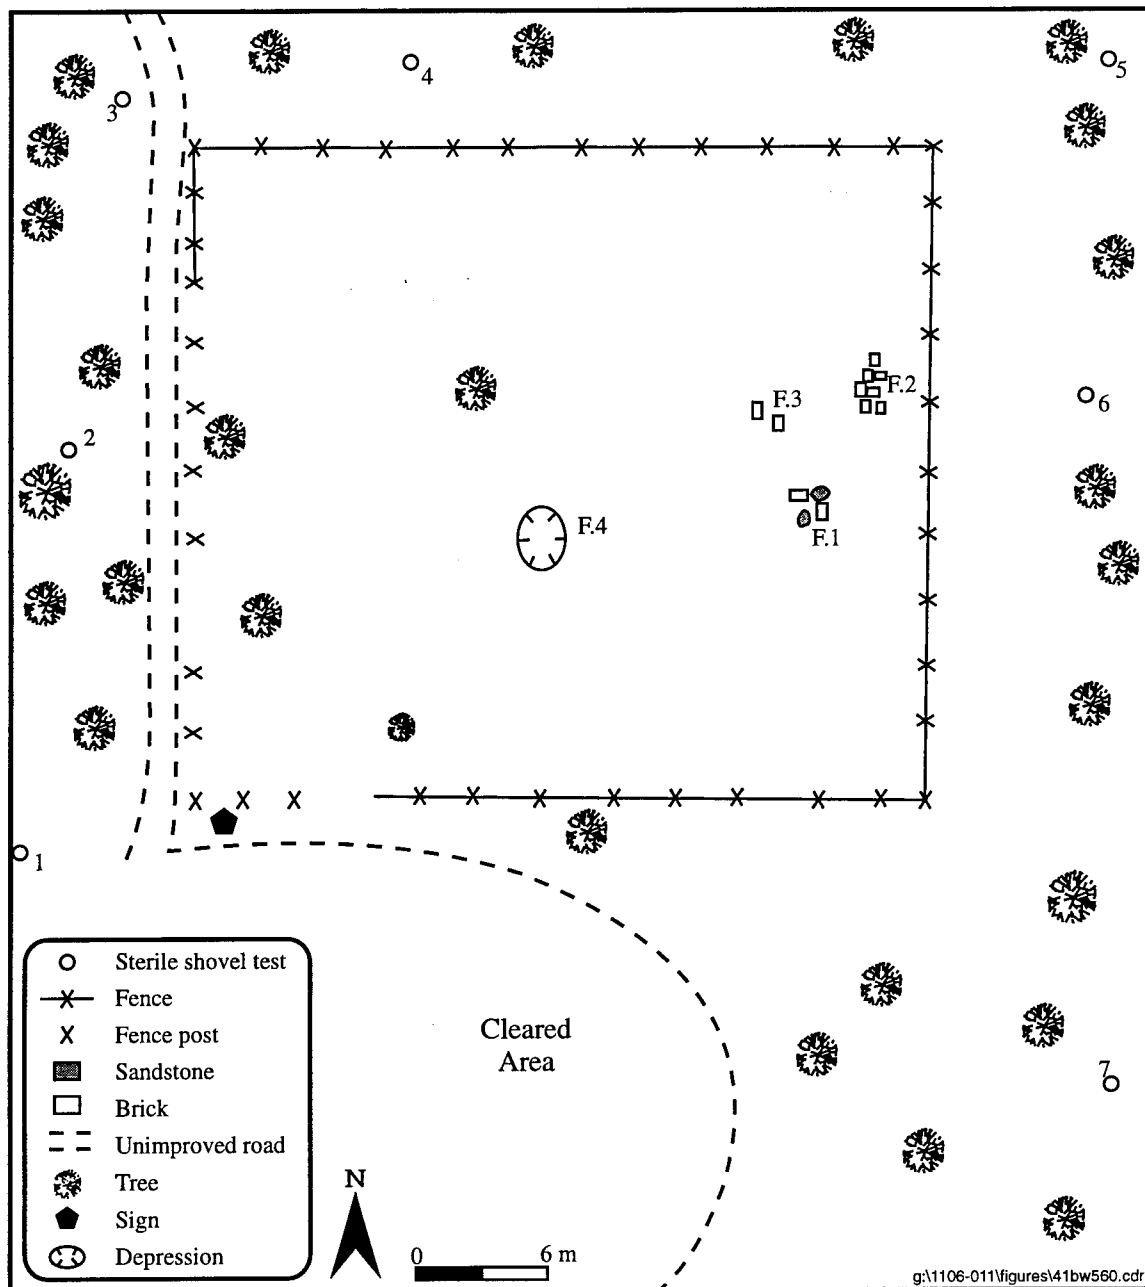 4
5
3
F.2
F.3
6
2
F.4
F.1
1
Sterile shovel test
Fence
Fence post
Sandstone
Brick
Unimproved road
Tree
Sign
Depression
Cleared
Area
7
N
0 6 m
g:\1106-011\figures\41bw560.cdr